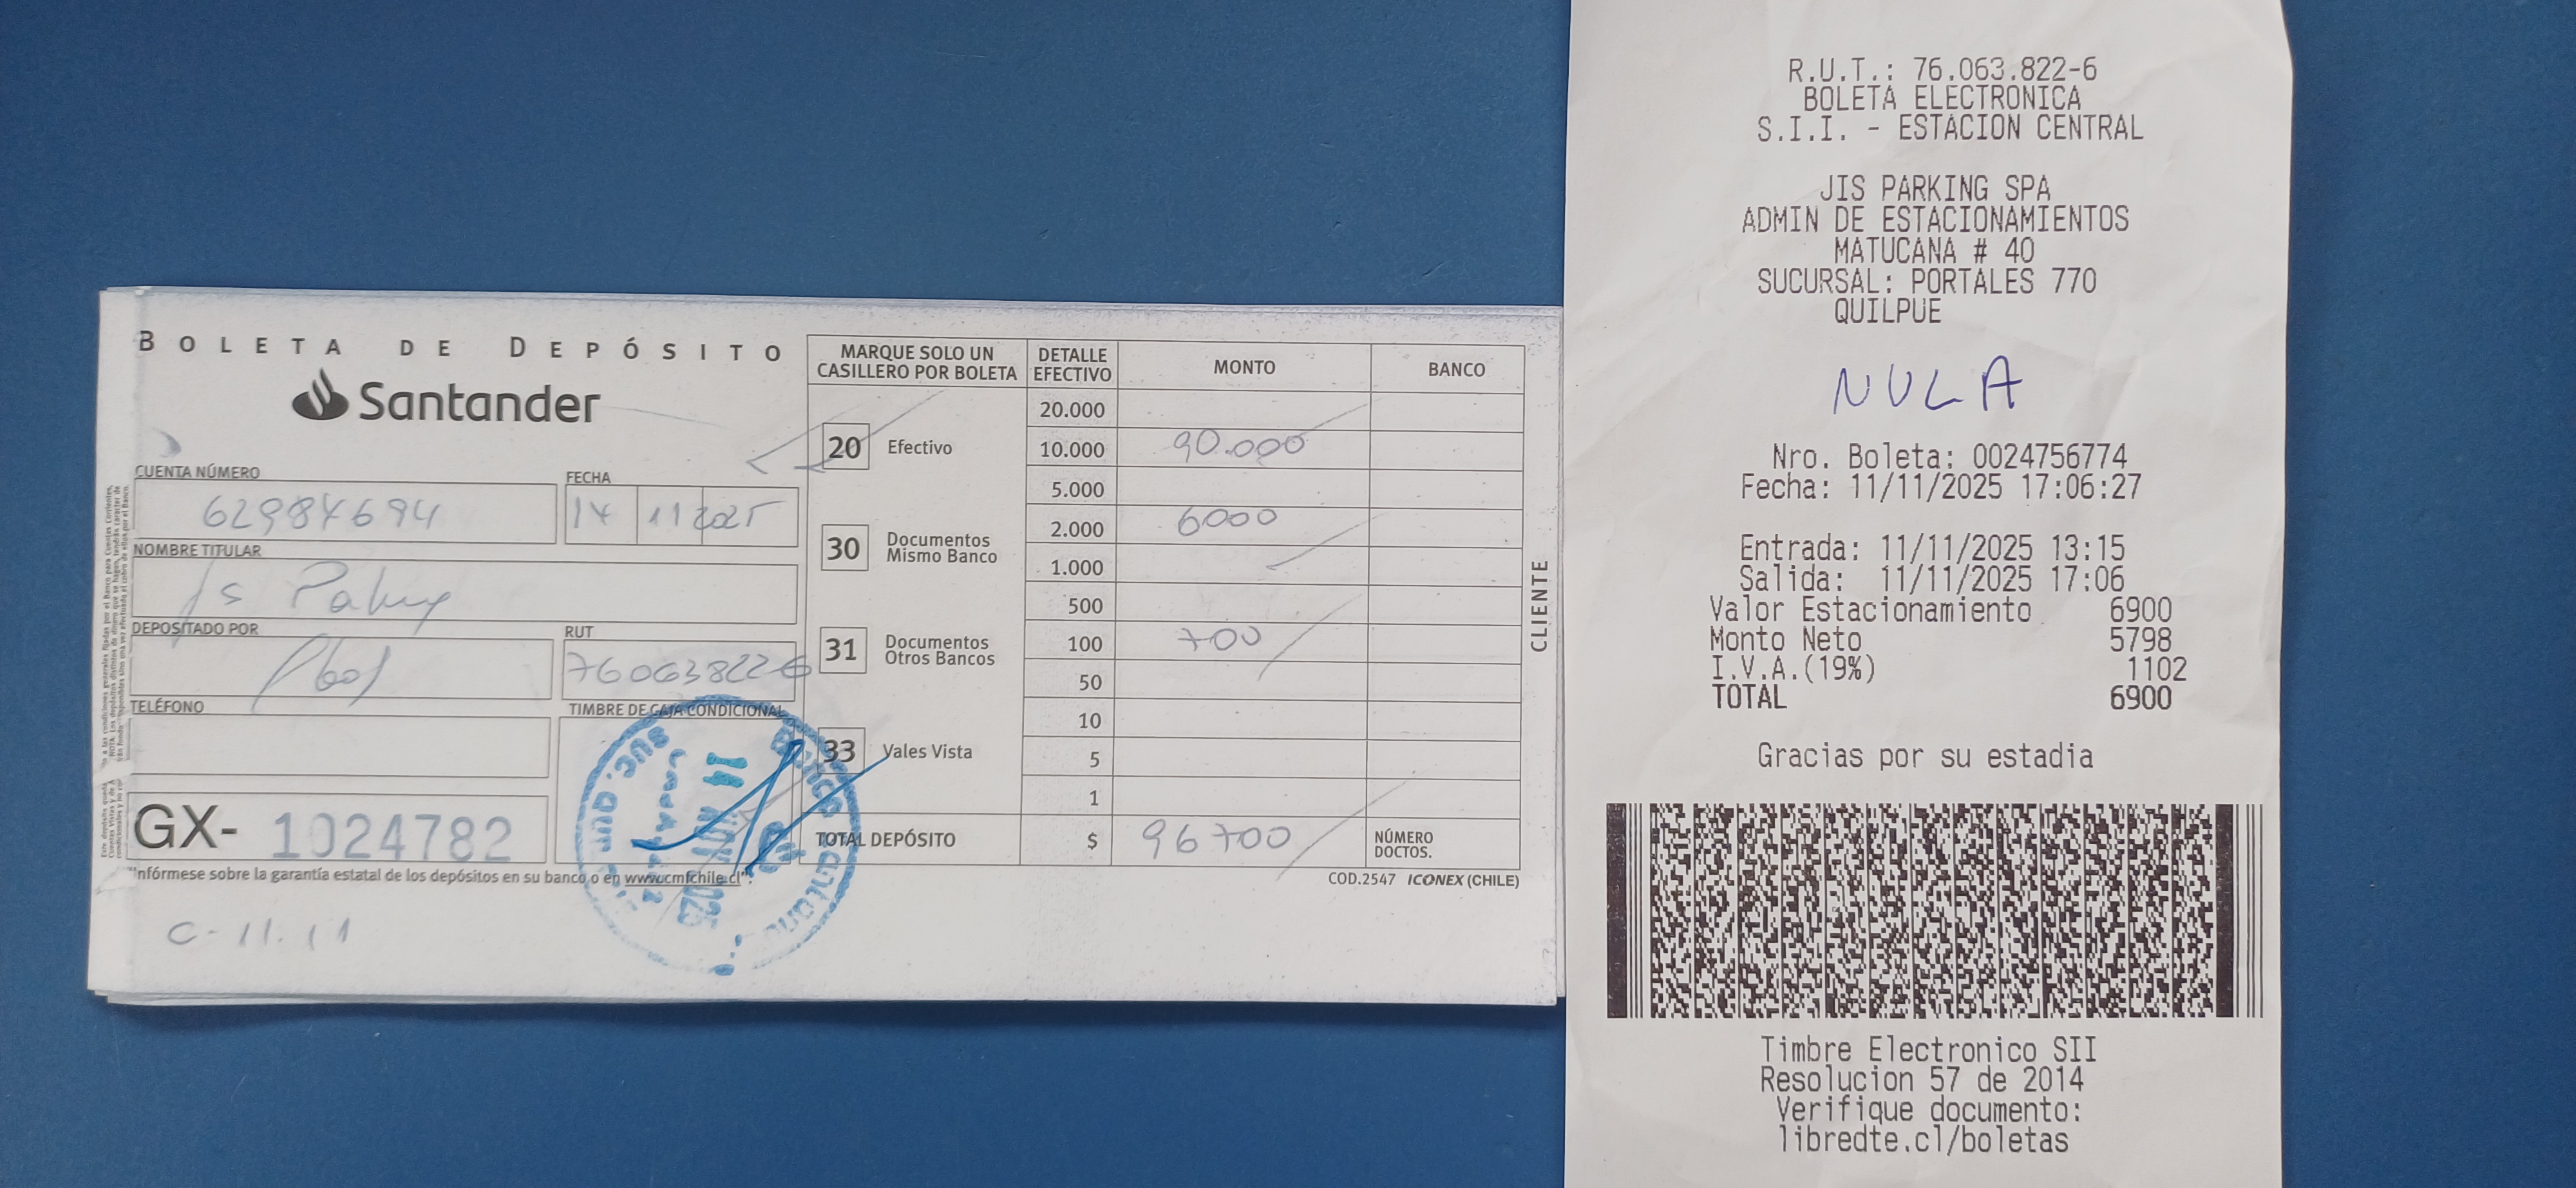 BOLETA DE DEPÓSITO
Santander
CUENTA NÚMERO
62984694
FECHA
14 11 2025
NOMBRE TITULAR
DEPOSITADO POR
RUT
760638226
TELÉFONO
TIMBRE DE CAJA CONDICIONAL
GX- 1024782
"Infórmese sobre la garantía estatal de los depósitos en su banco o en www.cmfchile.cl".
C-11.11
MARQUE SOLO UN CASILLERO POR BOLETA
20 Efectivo
30 Documentos Mismo Banco
31 Documentos Otros Bancos
33 Vales Vista
DETALLE EFECTIVO MONTO BANCO
20.000
10.000 90.000
5.000
2.000 6000
1.000
500
100 700
50
10
5
1
TOTAL DEPÓSITO $ 96700 NÚMERO DOCTOS.
COD.2547 ICONEX (CHILE)
CLIENTE
14 NOV 2025
R.U.T.: 76.063.822-6
BOLETA ELECTRONICA
S.I.I. - ESTACION CENTRAL
JIS PARKING SPA
ADMIN DE ESTACIONAMIENTOS
MATUCANA # 40
SUCURSAL: PORTALES 770
QUILPUE
NULA
Nro. Boleta: 0024756774
Fecha: 11/11/2025 17:06:27
Entrada: 11/11/2025 13:15
Salida: 11/11/2025 17:06
Valor Estacionamiento 6900
Monto Neto 5798
I.V.A.(19%) 1102
TOTAL 6900
Gracias por su estadia
Timbre Electronico SII
Resolucion 57 de 2014
Verifique documento:
libredte.cl/boletas